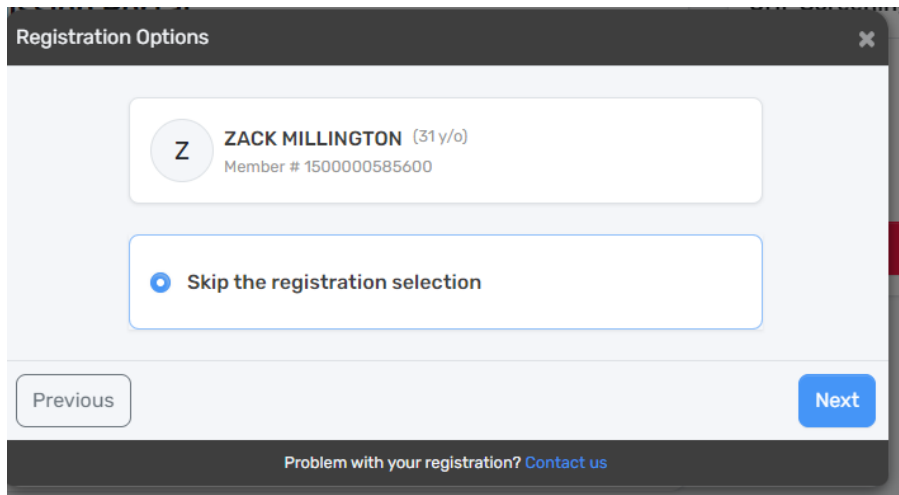 Registration Options
×
Z
ZACK MILLINGTON (31 y/o)
Member # 1500000585600
Skip the registration selection
Previous
Next
Problem with your registration? Contact us